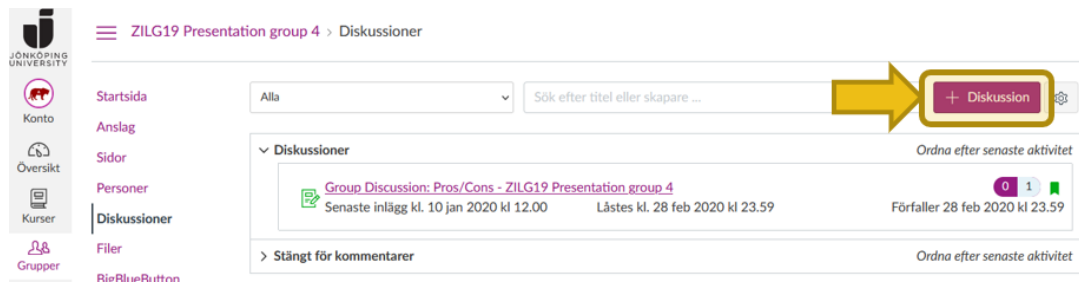 JÖNKÖPING
UNIVERSITY
Konto
Översikt
Kurser
Grupper
ZILG19 Presentation group 4 > Diskussioner
Startsida
Anslag
Sidor
Personer
Diskussioner
Filer
BigBlueButton
Alla
Sök efter titel eller skapare ...
+ Diskussion
Diskussioner
Ordna efter senaste aktivitet
Group Discussion: Pros/Cons - ZILG19 Presentation group 4
0 1
Senaste inlägg kl. 10 jan 2020 kl 12.00
Låstes kl. 28 feb 2020 kl 23.59
Förfaller 28 feb 2020 kl 23.59
Stängt för kommentarer
Ordna efter senaste aktivitet